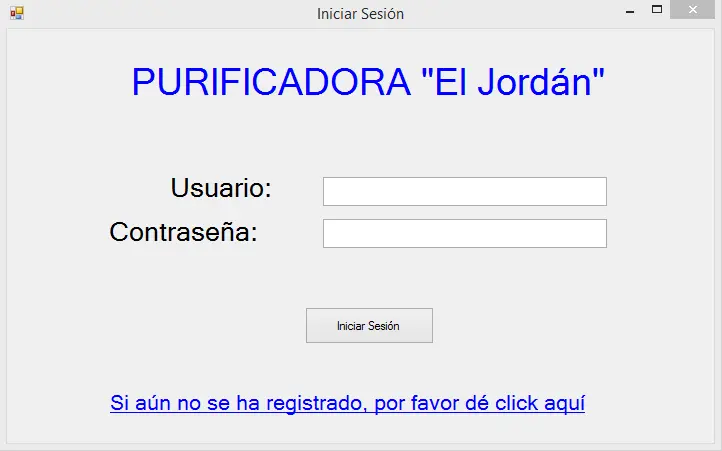 Iniciar Sesión
PURIFICADORA "El Jordán"
Usuario:
Contraseña:
Iniciar Sesión
Si aún no se ha registrado, por favor dé click aquí